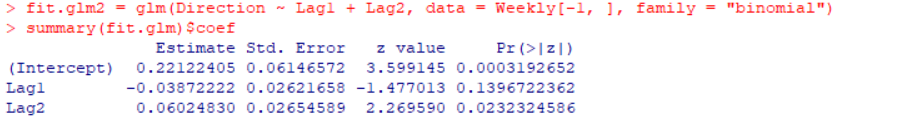 > fit.glm2 = glm(Direction ~ Lag1 + Lag2, data = Weekly[-1, ], family = "binomial")
> summary(fit.glm)$coef
Estimate Std. Error z value Pr(>|z|)
(Intercept) 0.22122405 0.06146572 3.599145 0.0003192652
Lag1 -0.03872222 0.02621658 -1.477013 0.1396722362
Lag2 0.06024830 0.02654589 2.269590 0.0232324586